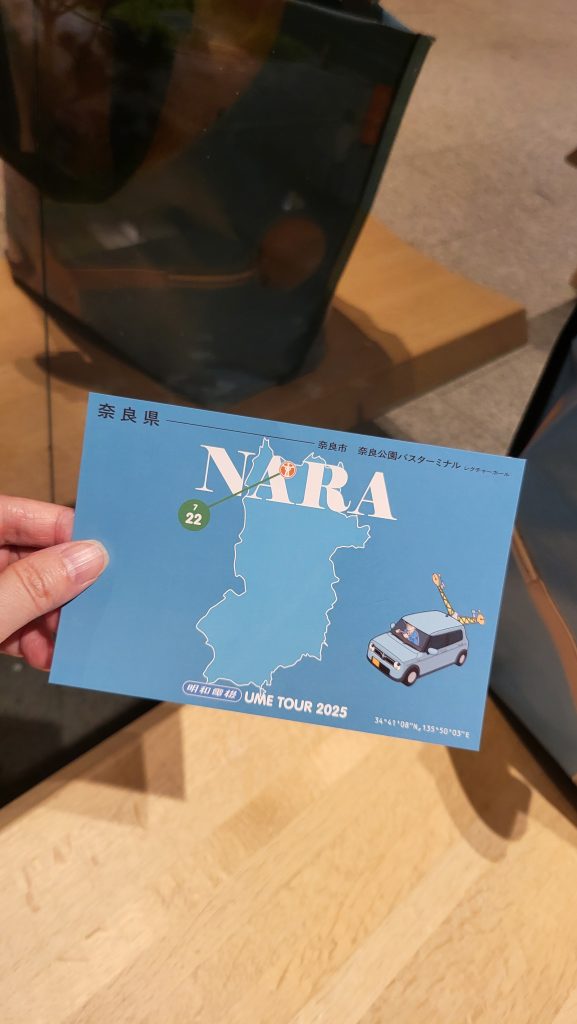 奈良県
奈良市 奈良公園バスターミナル レクチャーホール
NARA
7
22
明和電機 UME TOUR 2025
34°41'08"N, 135°50'03"E